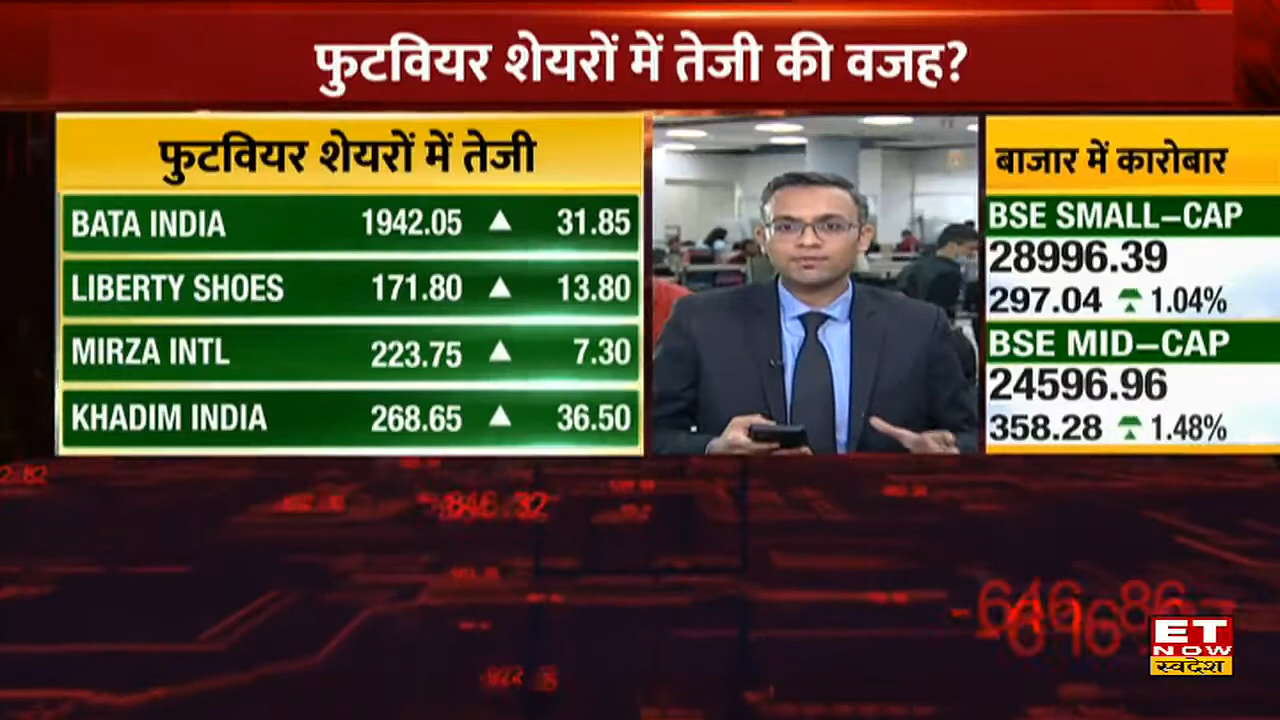 फुटवियर शेयरों में तेजी की वजह?
फुटवियर शेयरों में तेजी
BATA INDIA 1942.05 ▲ 31.85
LIBERTY SHOES 171.80 ▲ 13.80
MIRZA INTL 223.75 ▲ 7.30
KHADIM INDIA 268.65 ▲ 36.50
बाजार में कारोबार
BSE SMALL–CAP
28996.39
297.04 1.04%
BSE MID–CAP
24596.96
358.28 1.48%
ET
NOW
स्वदेश